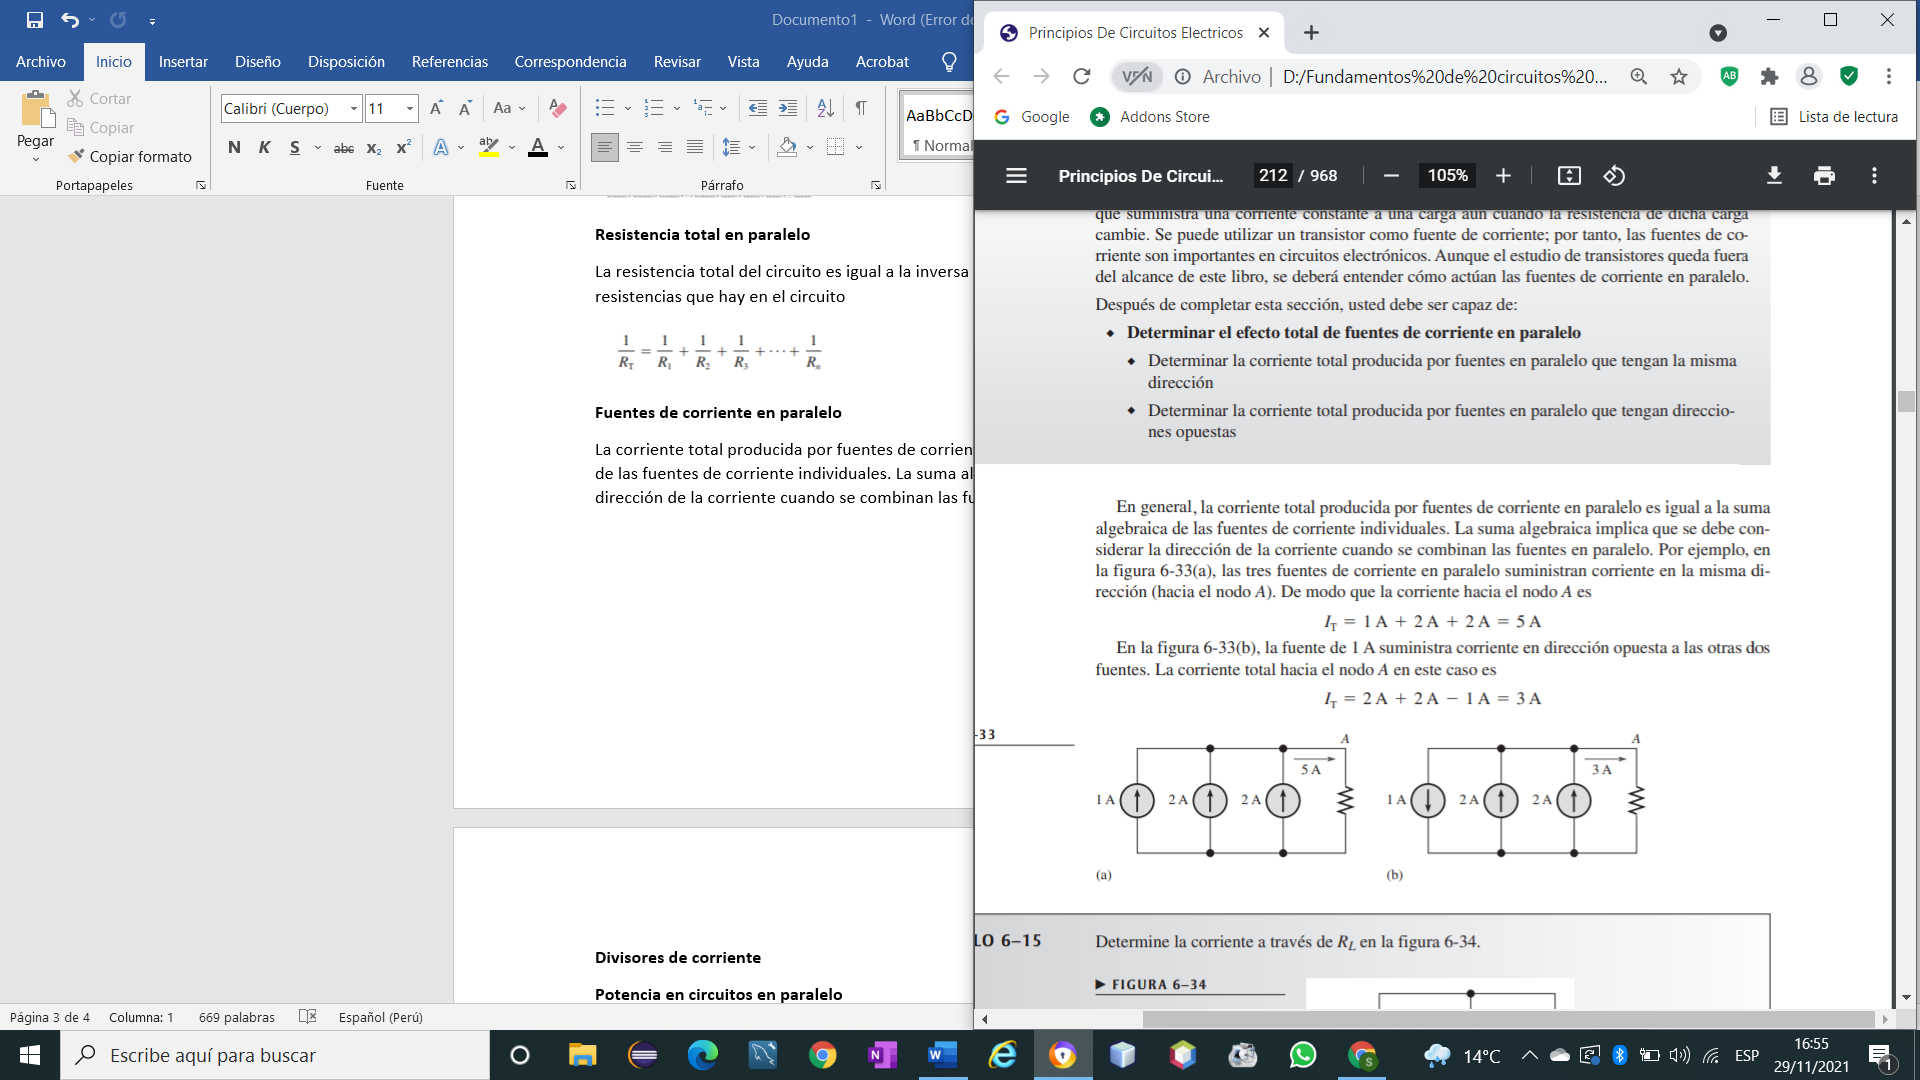 Documento1 - Word (Error de
Archivo Inicio Insertar Diseño Disposición Referencias Correspondencia Revisar Vista Ayuda Acrobat
Pegar
Cortar
Copiar
Copiar formato
Portapapeles
Calibri (Cuerpo) 11
A A Aa A
N K S abc x₂ x² A ab A
Fuente
Párrafo
AaBbCcD
¶ Normal
Resistencia total en paralelo
La resistencia total del circuito es igual a la inversa
resistencias que hay en el circuito
1/R_T = 1/R_1 + 1/R_2 + 1/R_3 + ··· + 1/R_n
Fuentes de corriente en paralelo
La corriente total producida por fuentes de corrien
de las fuentes de corriente individuales. La suma al
dirección de la corriente cuando se combinan las fu
Divisores de corriente
Potencia en circuitos en paralelo
Página 3 de 4 Columna: 1 669 palabras Español (Perú)
Principios De Circuitos Electricos
VPN Archivo | D:/Fundamentos%20de%20circuitos%20...
Google Addons Store Lista de lectura
Principios De Circui... 212 / 968 105%
que suministra una corriente constante a una carga aun cuando la resistencia de dicha carga
cambie. Se puede utilizar un transistor como fuente de corriente; por tanto, las fuentes de co-
rriente son importantes en circuitos electrónicos. Aunque el estudio de transistores queda fuera
del alcance de este libro, se deberá entender cómo actúan las fuentes de corriente en paralelo.
Después de completar esta sección, usted debe ser capaz de:
◆ Determinar el efecto total de fuentes de corriente en paralelo
◆ Determinar la corriente total producida por fuentes en paralelo que tengan la misma
dirección
◆ Determinar la corriente total producida por fuentes en paralelo que tengan direccio-
nes opuestas
En general, la corriente total producida por fuentes de corriente en paralelo es igual a la suma
algebraica de las fuentes de corriente individuales. La suma algebraica implica que se debe con-
siderar la dirección de la corriente cuando se combinan las fuentes en paralelo. Por ejemplo, en
la figura 6-33(a), las tres fuentes de corriente en paralelo suministran corriente en la misma di-
rección (hacia el nodo A). De modo que la corriente hacia el nodo A es
I_T = 1 A + 2 A + 2 A = 5 A
En la figura 6-33(b), la fuente de 1 A suministra corriente en dirección opuesta a las otras dos
fuentes. La corriente total hacia el nodo A en este caso es
I_T = 2 A + 2 A − 1 A = 3 A
-33
A
5 A
1 A 2 A 2 A
(a)
A
3 A
1 A 2 A 2 A
(b)
LO 6–15 Determine la corriente a través de R_L en la figura 6-34.
▶ FIGURA 6–34
Escribe aquí para buscar
14°C ESP
16:55
29/11/2021
1